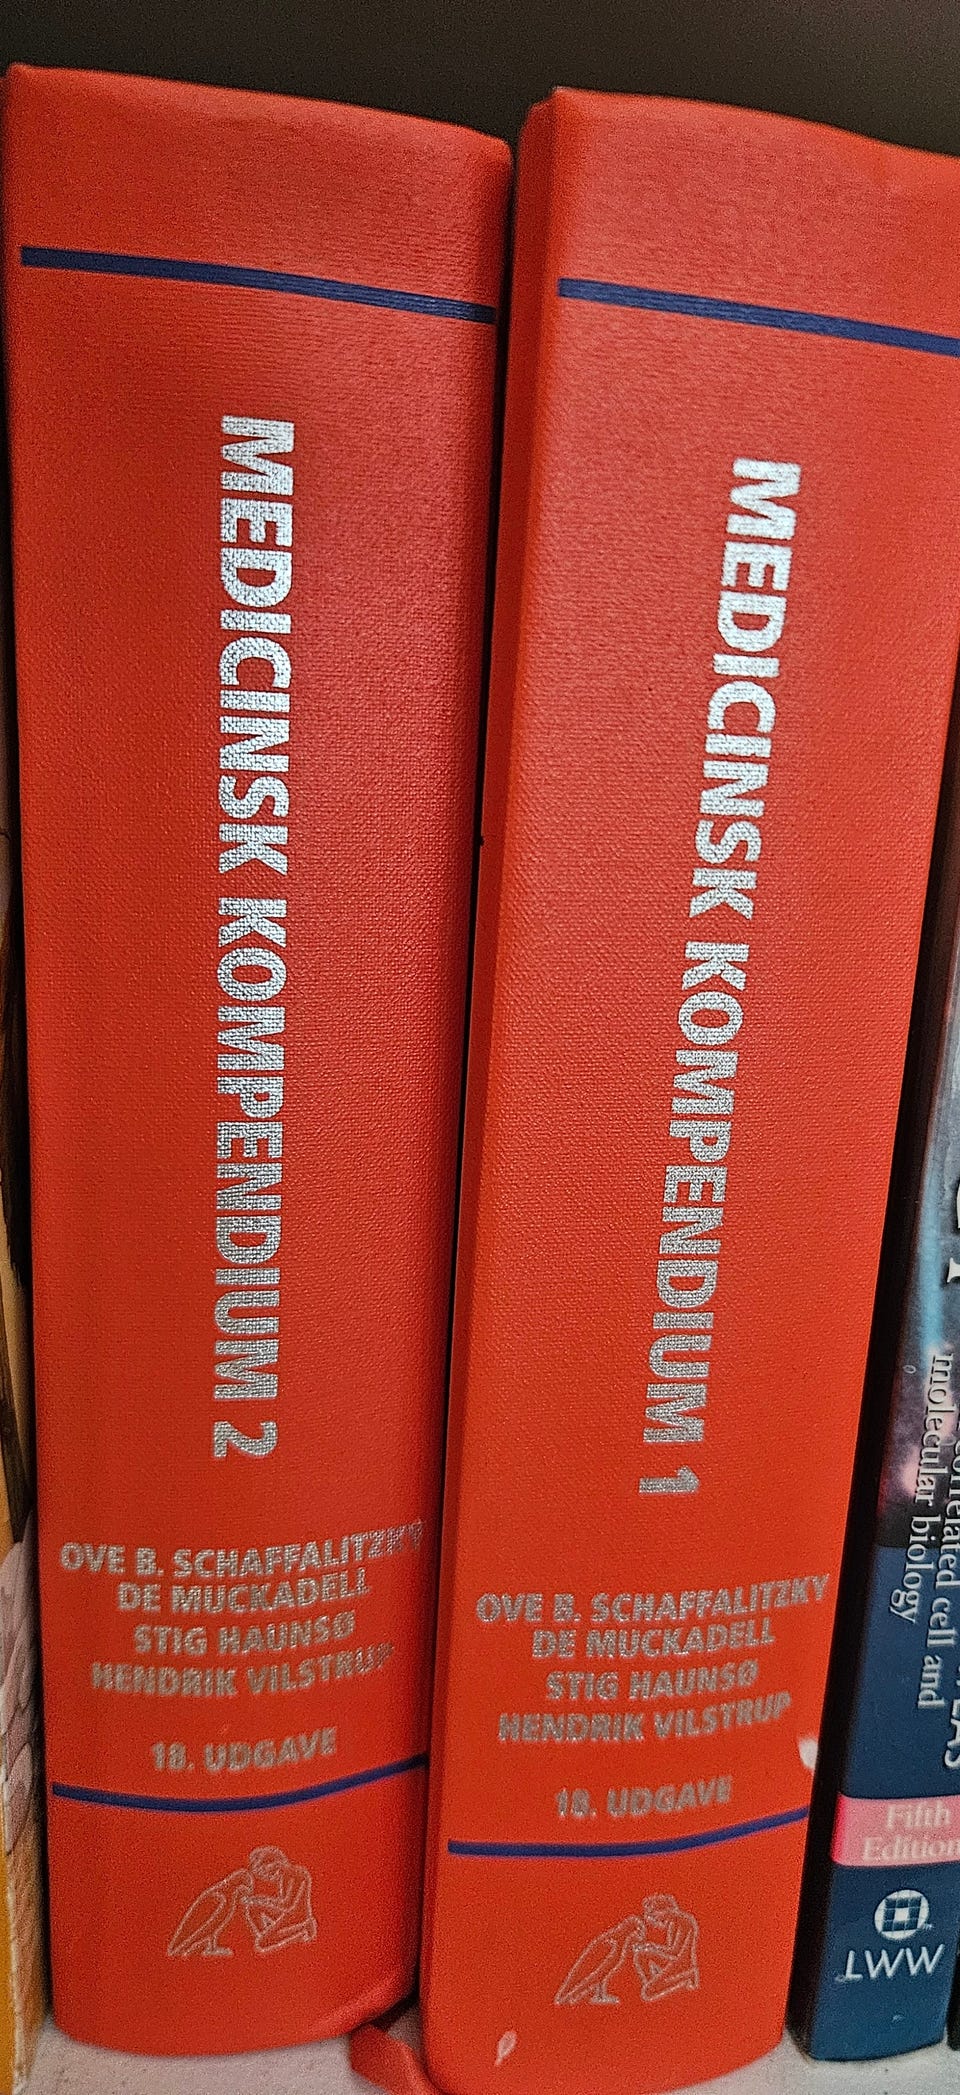 MEDICINSK KOMPENDIUM 2
OVE B. SCHAFFALITZKY
DE MUCKADELL
STIG HAUNSØ
HENDRIK VILSTRUP
18. UDGAVE
MEDICINSK KOMPENDIUM 1
OVE B. SCHAFFALITZKY
DE MUCKADELL
STIG HAUNSØ
HENDRIK VILSTRUP
18. UDGAVE
cell and
molecular biology
Fifth
Edition
LWW